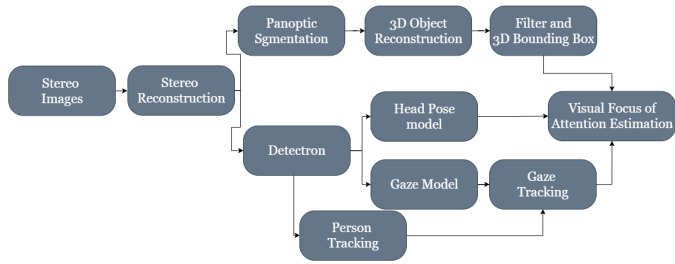 Panoptic
Sgmentation
3D Object
Reconstruction
Filter and
3D Bounding Box
Stereo
Images
Stereo
Reconstruction
Head Pose
model
Visual Focus of
Attention Estimation
Detectron
Gaze Model
Gaze
Tracking
Person
Tracking